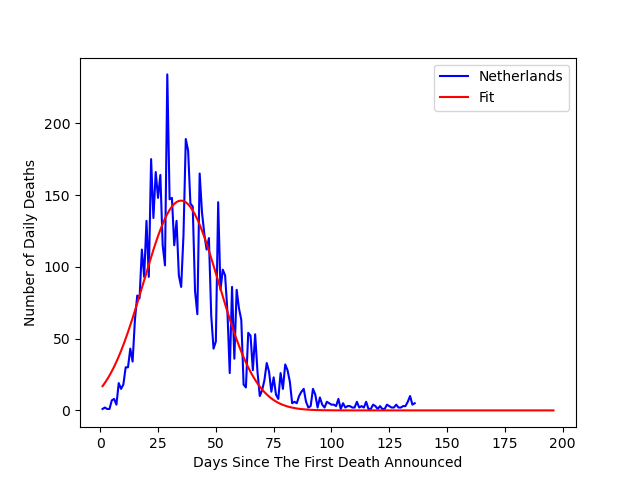 Netherlands
Fit
Number of Daily Deaths
200
150
100
50
0
0 25 50 75 100 125 150 175 200
Days Since The First Death Announced